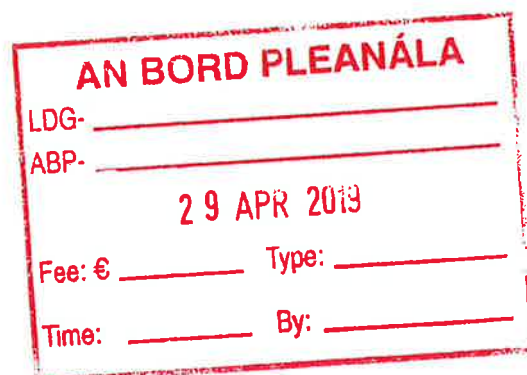 AN BORD PLEANÁLA
LDG-
ABP-
29 APR 2019
Fee: € Type:
Time: By: